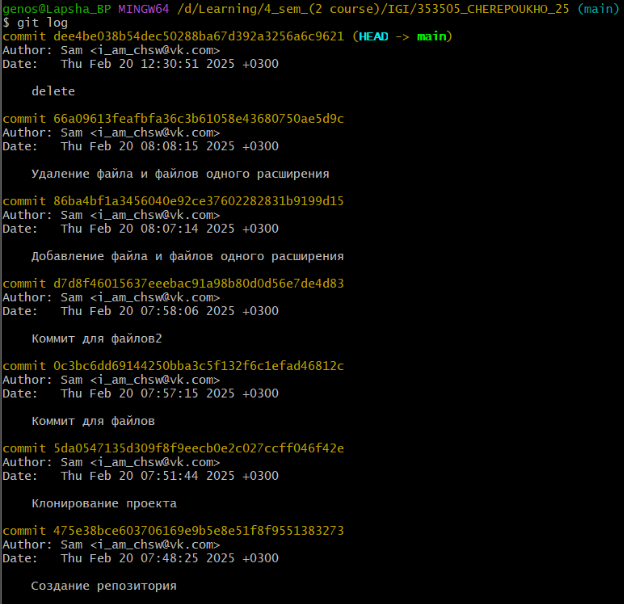 genos@Lapsha_BP MINGW64 /d/Learning/4_sem_(2 course)/IGI/353505_CHEREPOUKHO_25 (main)
$ git log
commit dee4be038b54dec50288ba67d392a3256a6c9621 (HEAD -> main)
Author: Sam <i_am_chsw@vk.com>
Date:   Thu Feb 20 12:30:51 2025 +0300
delete
commit 66a09613feafbfa36c3b61058e43680750ae5d9c
Author: Sam <i_am_chsw@vk.com>
Date:   Thu Feb 20 08:08:15 2025 +0300
Удаление файла и файлов одного расширения
commit 86ba4bf1a3456040e92ce37602282831b9199d15
Author: Sam <i_am_chsw@vk.com>
Date:   Thu Feb 20 08:07:14 2025 +0300
Добавление файла и файлов одного расширения
commit d7d8f46015637eeebac91a98b80d0d56e7de4d83
Author: Sam <i_am_chsw@vk.com>
Date:   Thu Feb 20 07:58:06 2025 +0300
Коммит для файлов2
commit 0c3bc6dd69144250bba3c5f132f6c1efad46812c
Author: Sam <i_am_chsw@vk.com>
Date:   Thu Feb 20 07:57:15 2025 +0300
Коммит для файлов
commit 5da0547135d309f8f9eecb0e2c027ccff046f42e
Author: Sam <i_am_chsw@vk.com>
Date:   Thu Feb 20 07:51:44 2025 +0300
Клонирование проекта
commit 475e38bce603706169e9b5e8e51f8f9551383273
Author: Sam <i_am_chsw@vk.com>
Date:   Thu Feb 20 07:48:25 2025 +0300
Создание репозитория